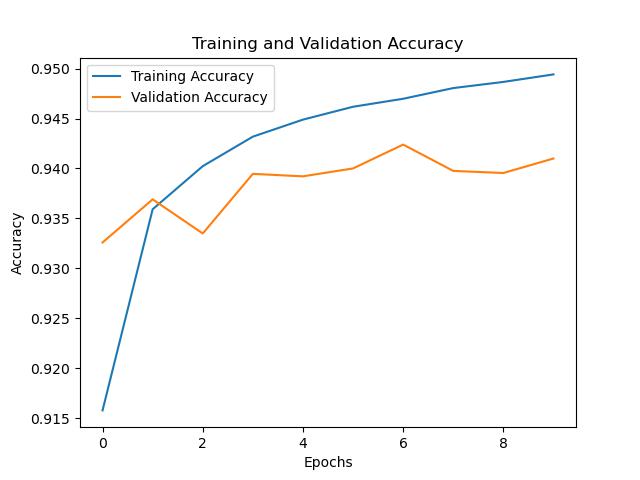 Training and Validation Accuracy
Training Accuracy
Validation Accuracy
0.950
0.945
0.940
0.935
0.930
0.925
0.920
0.915
Accuracy
0 2 4 6 8
Epochs